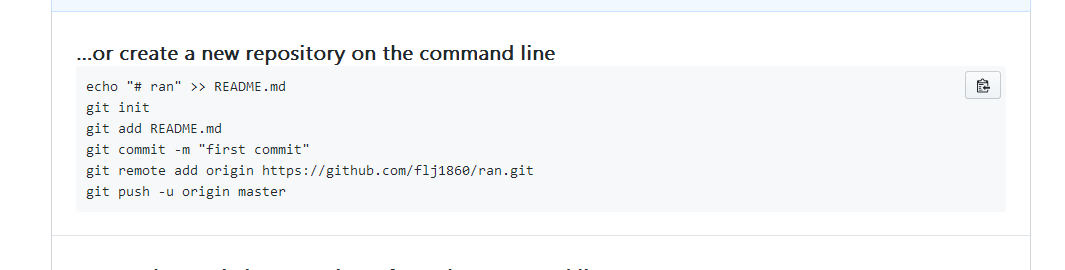 ...or create a new repository on the command line
echo "# ran" >> README.md
git init
git add README.md
git commit -m "first commit"
git remote add origin https://github.com/flj1860/ran.git
git push -u origin master